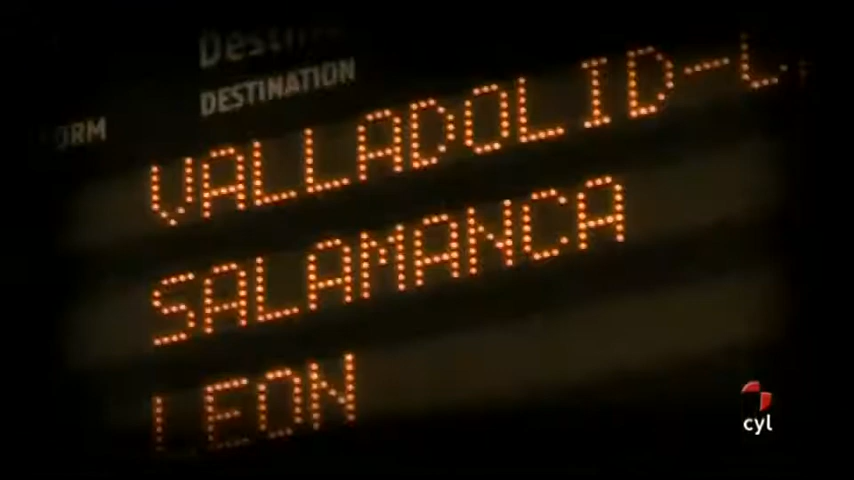 Destin
DESTINATION
ORM
VALLADOLID-C
SALAMANCA
LEON
cyl